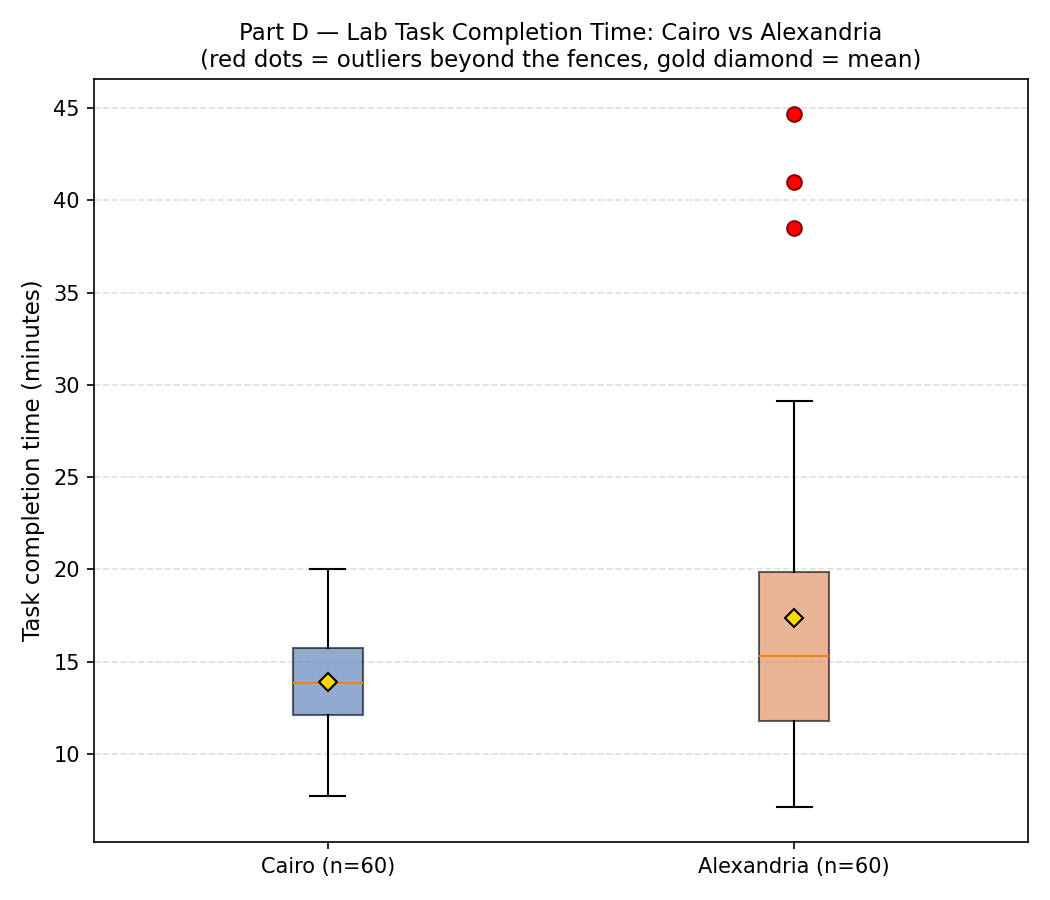 Part D — Lab Task Completion Time: Cairo vs Alexandria
(red dots = outliers beyond the fences, gold diamond = mean)
Task completion time (minutes)
45
40
35
30
25
20
15
10
Cairo (n=60)
Alexandria (n=60)